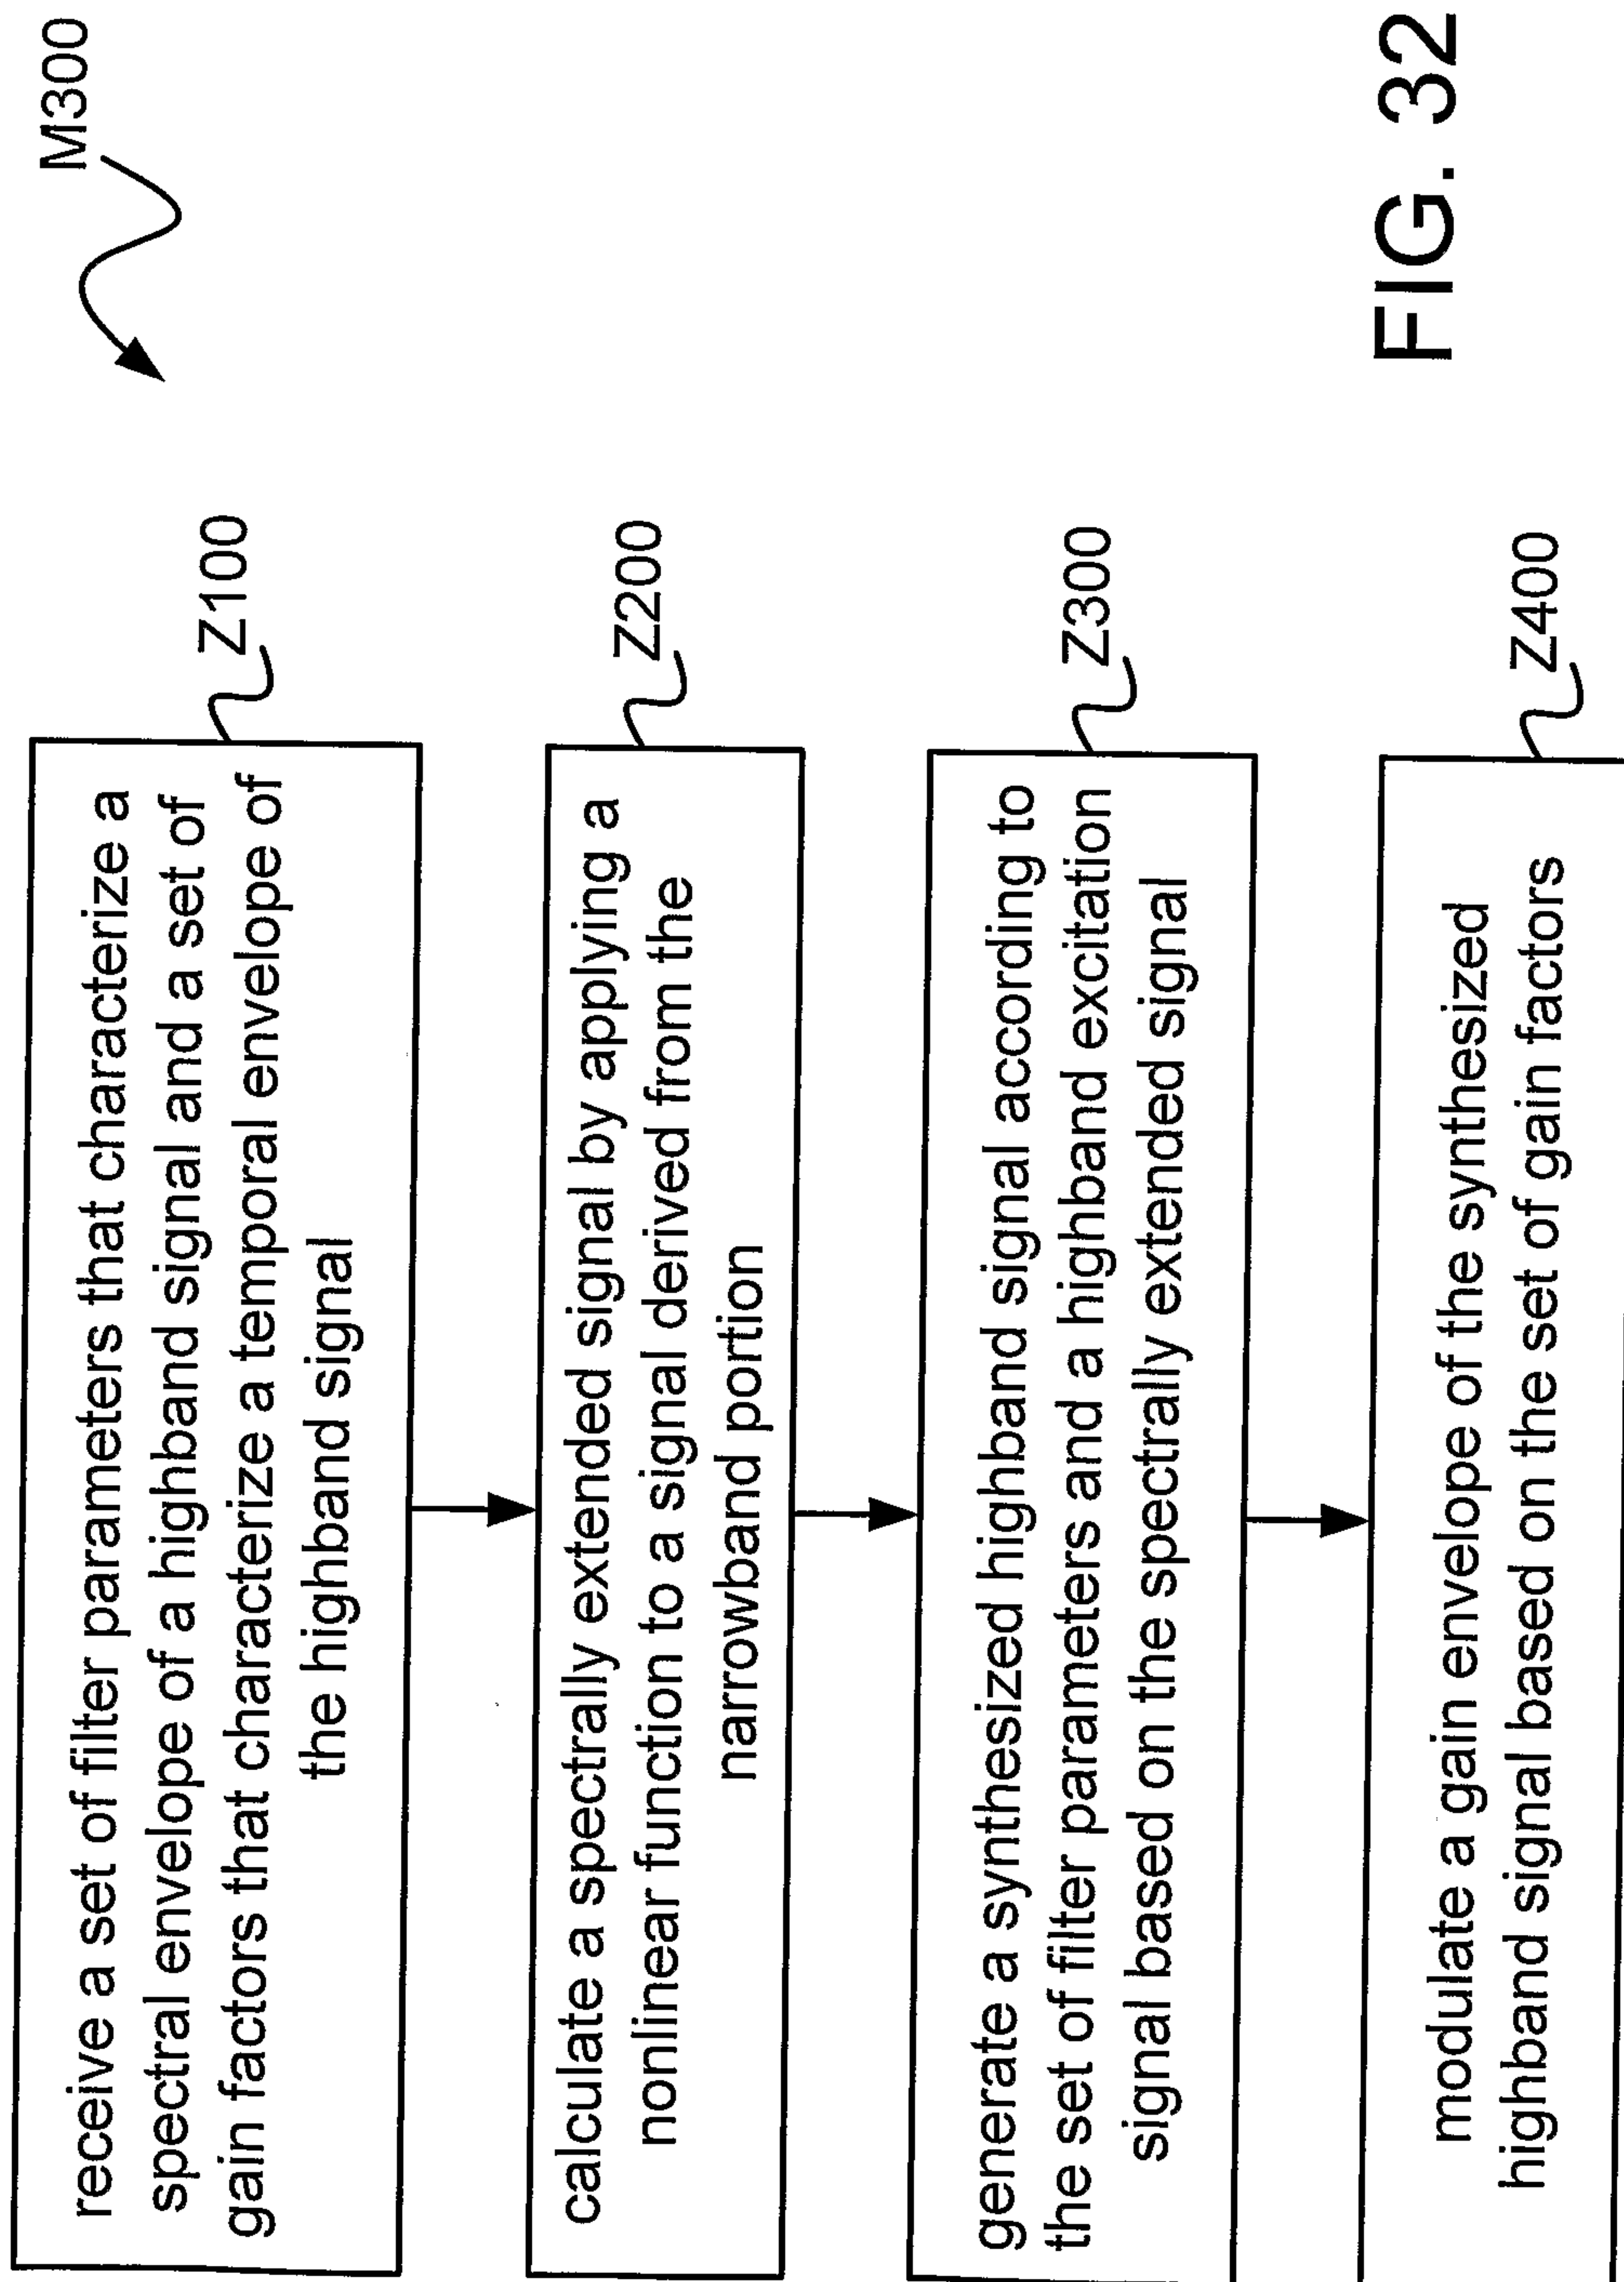 M300
receive a set of filter parameters that characterize a
spectral envelope of a highband signal and a set of
gain factors that characterize a temporal envelope of
the highband signal
Z100
calculate a spectrally extended signal by applying a
nonlinear function to a signal derived from the
narrowband portion
Z200
generate a synthesized highband signal according to
the set of filter parameters and a highband excitation
signal based on the spectrally extended signal
Z300
modulate a gain envelope of the synthesized
highband signal based on the set of gain factors
Z400
FIG. 32